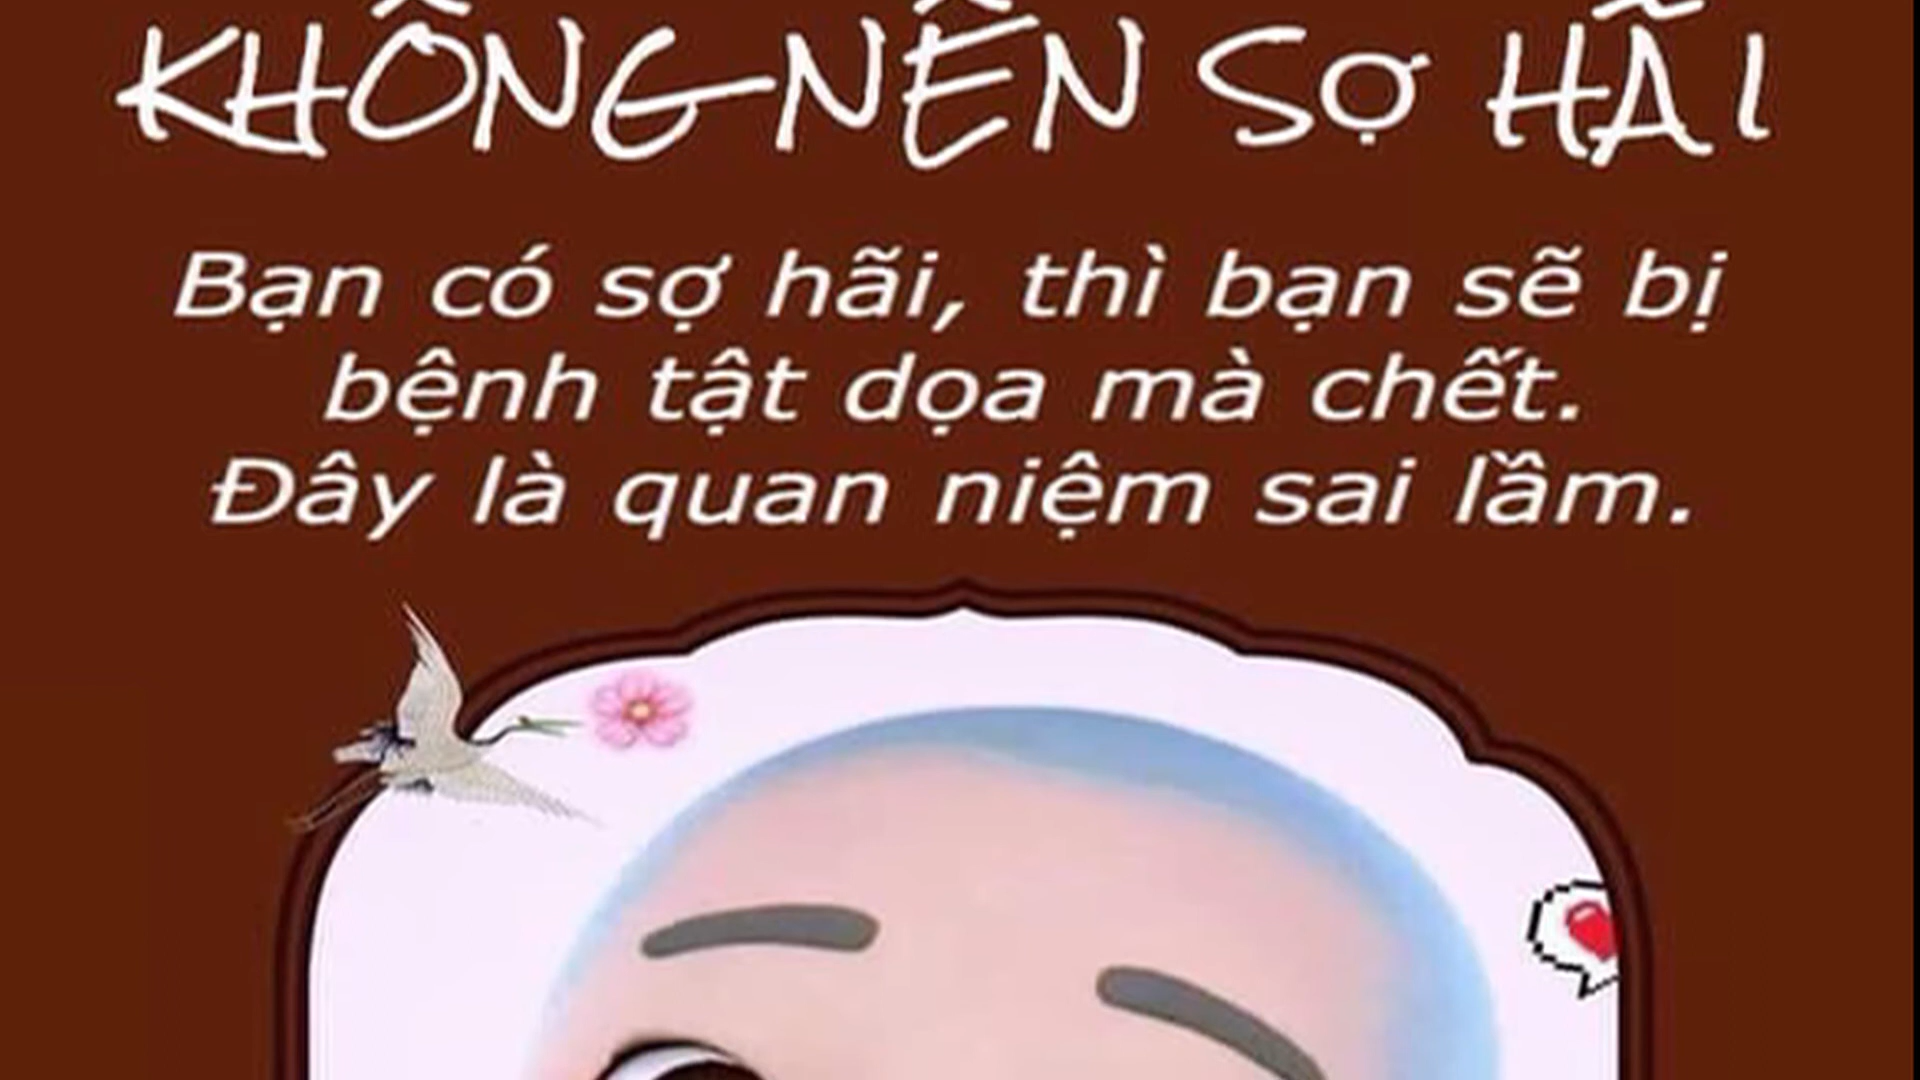 KHÔNG NÊN SỢ HÃI
Bạn có sợ hãi, thì bạn sẽ bị
bệnh tật dọa mà chết.
Đây là quan niệm sai lầm.